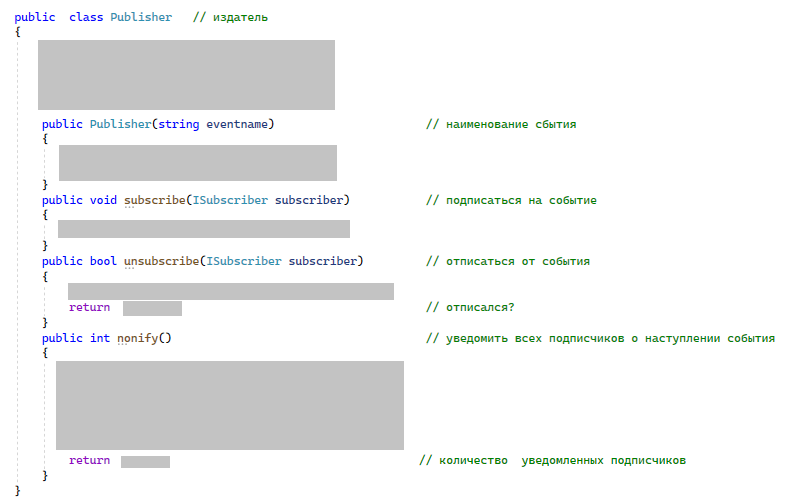 public  class Publisher   // издатель
{
public Publisher(string eventname)                      // наименование сбытия
{
}
public void subscribe(ISubscriber subscriber)           // подписаться на событие
{
}
public bool unsubscribe(ISubscriber subscriber)         // отписаться от события
{
return                                                  // отписался?
}
public int nonify()                                     // уведомить всех подписчиков о наступлении события
{
return                                                  // количество  уведомленных подписчиков
}
}